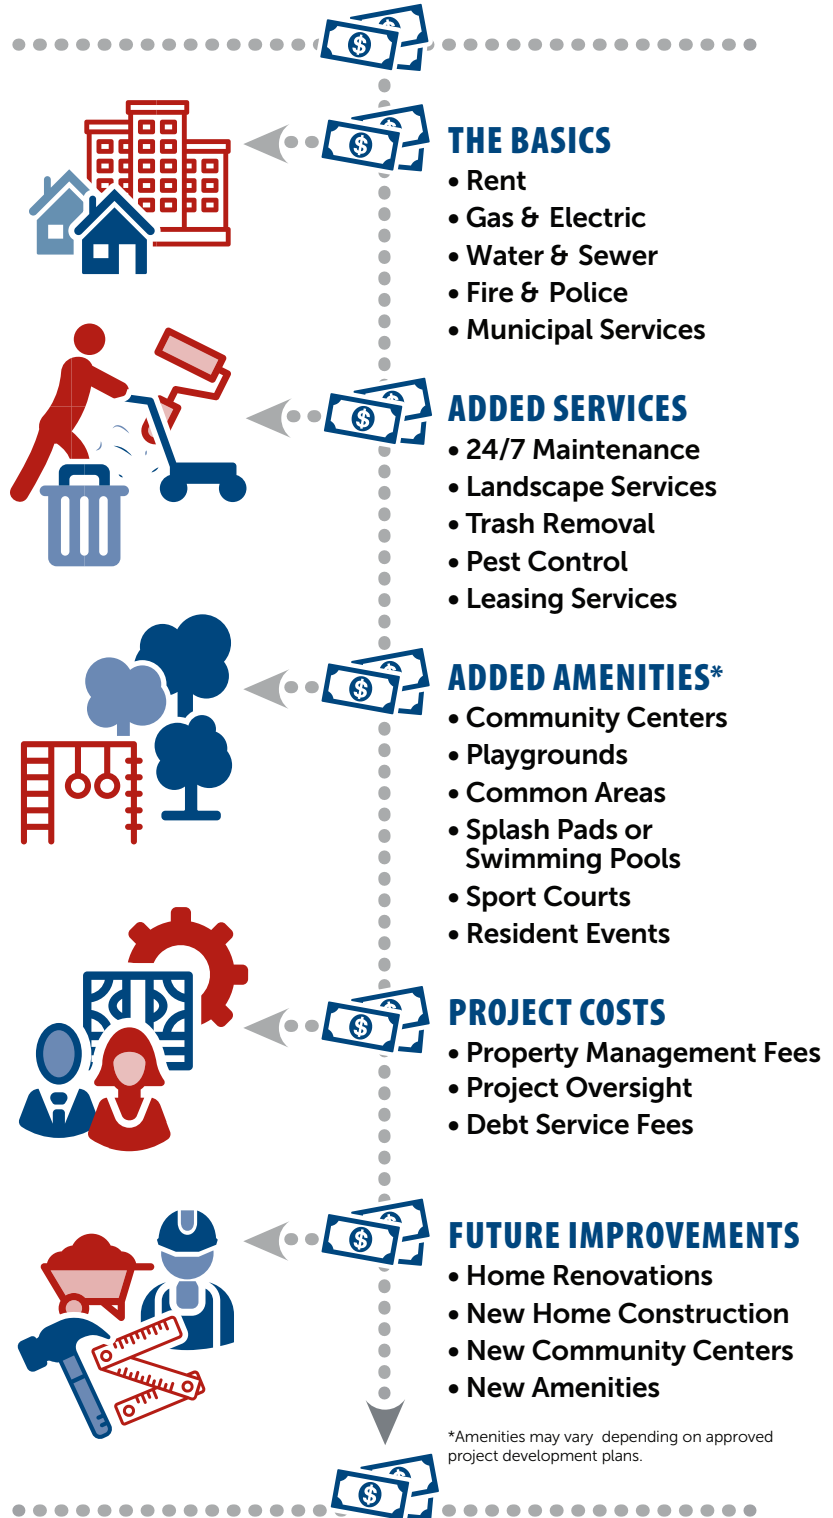 THE BASICS
• Rent
• Gas & Electric
• Water & Sewer
• Fire & Police
• Municipal Services
ADDED SERVICES
• 24/7 Maintenance
• Landscape Services
• Trash Removal
• Pest Control
• Leasing Services
ADDED AMENITIES*
• Community Centers
• Playgrounds
• Common Areas
• Splash Pads or
Swimming Pools
• Sport Courts
• Resident Events
PROJECT COSTS
• Property Management Fees
• Project Oversight
• Debt Service Fees
FUTURE IMPROVEMENTS
• Home Renovations
• New Home Construction
• New Community Centers
• New Amenities
*Amenities may vary depending on approved
project development plans.